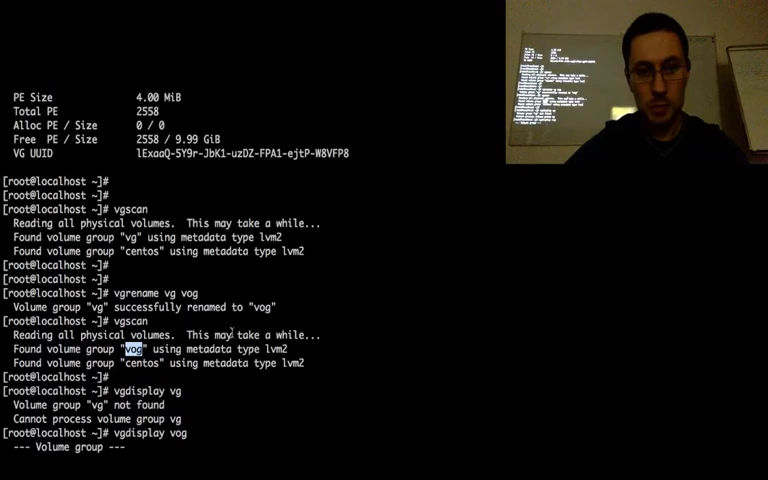 PE Size               4.00 MiB
Total PE              2558
Alloc PE / Size       0 / 0
Free  PE / Size       2558 / 9.99 GiB
VG UUID               lExaaQ-5Y9r-JbK1-uzDZ-FPA1-ejtP-W8VFP8
[root@localhost ~]#
[root@localhost ~]#
[root@localhost ~]# vgscan
Reading all physical volumes.  This may take a while...
Found volume group "vg" using metadata type lvm2
Found volume group "centos" using metadata type lvm2
[root@localhost ~]#
[root@localhost ~]#
[root@localhost ~]# vgrename vg vog
Volume group "vg" successfully renamed to "vog"
[root@localhost ~]# vgscan
Reading all physical volumes.  This may take a while...
Found volume group "vog" using metadata type lvm2
Found volume group "centos" using metadata type lvm2
[root@localhost ~]#
[root@localhost ~]# vgdisplay vg
Volume group "vg" not found
Cannot process volume group vg
[root@localhost ~]# vgdisplay vog
--- Volume group ---